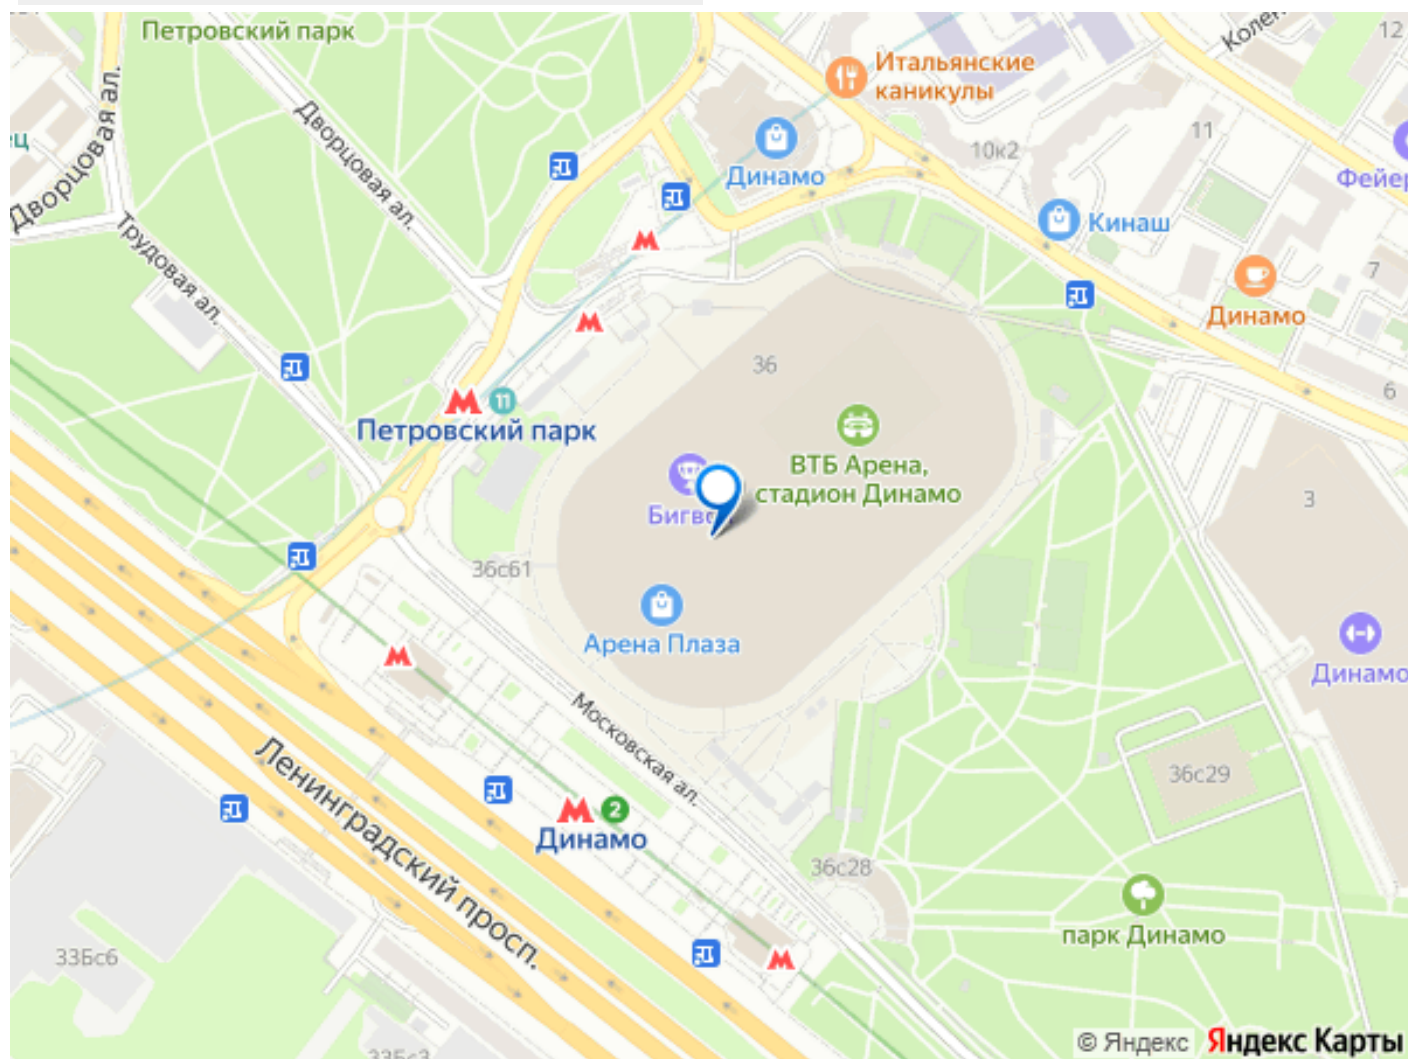 Петровский парк
12
Итальянские
каникулы
Дворцовая ал.
Дворцовая ал.
11
10к2
Динамо
Фейер
Кинаш
Трудовая ал.
7
Динамо
36
6
11
Петровский парк
ВТБ Арена,
стадион Динамо
3
36с61
Арена Плаза
Динамо
Московская ал.
Ленинградский просп.
36с29
2
Динамо
36с28
парк Динамо
33Бс6
© Яндекс Яндекс Карты